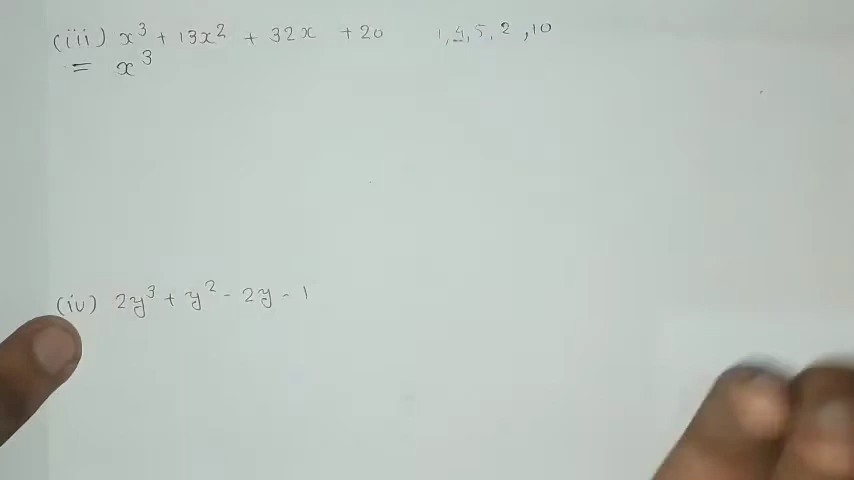 (iii) x³ + 13x² + 32x + 20 1, 4, 5, 2, 10
= x³
(iv) 2y³ + y² - 2y - 1